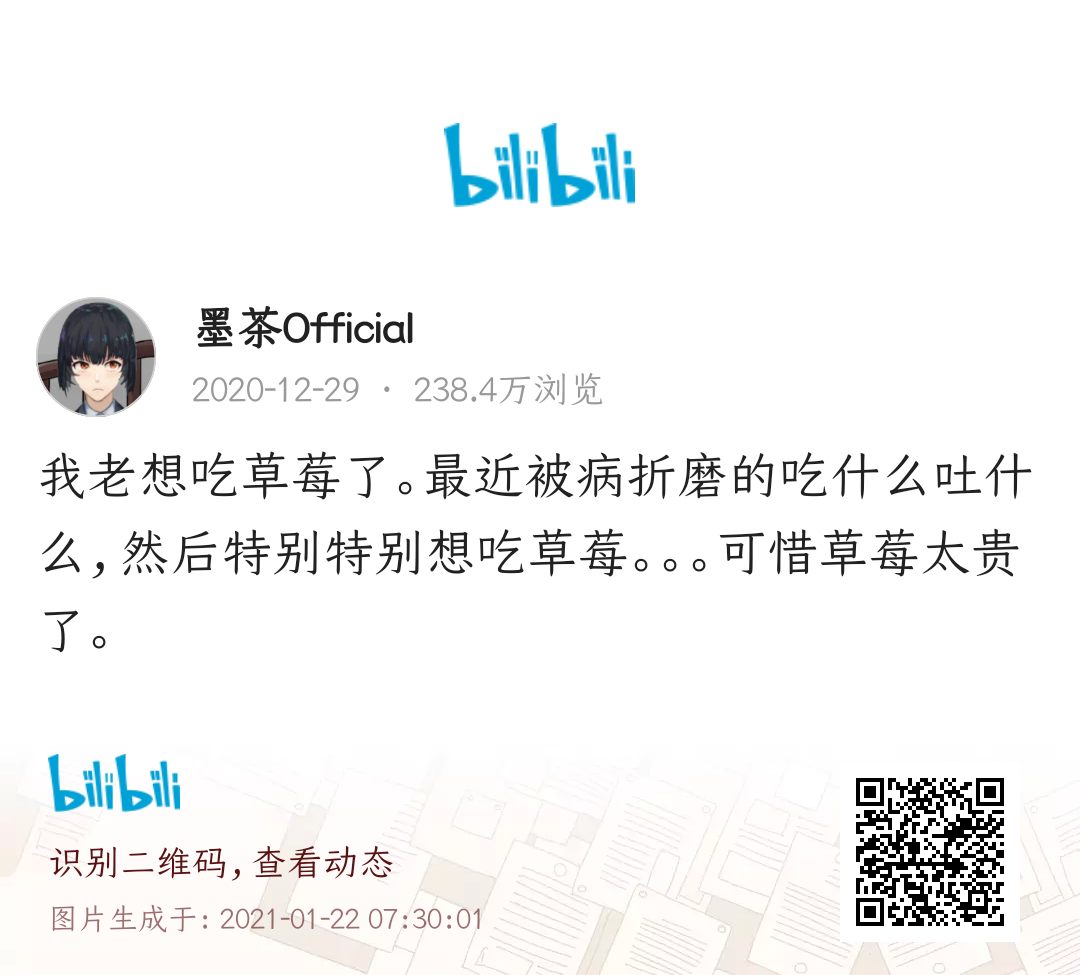 bilibili
墨茶Official
2020-12-29 · 238.4万浏览
我老想吃草莓了。最近被病折磨的吃什么吐什
么,然后特别特别想吃草莓。。。可惜草莓太贵
了。
bilibili
识别二维码,查看动态
图片生成于: 2021-01-22 07:30:01